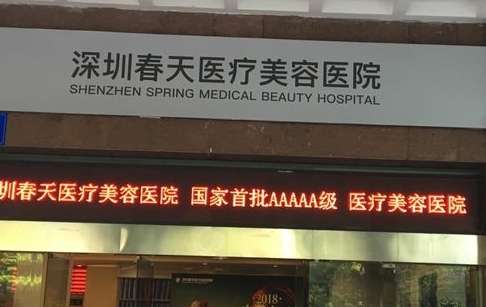 深圳春天医疗美容医院
SHENZHEN SPRING MEDICAL BEAUTY HOSPITAL
圳春天医疗美容医院 国家首批AAAAA级 医疗美容医院
2018